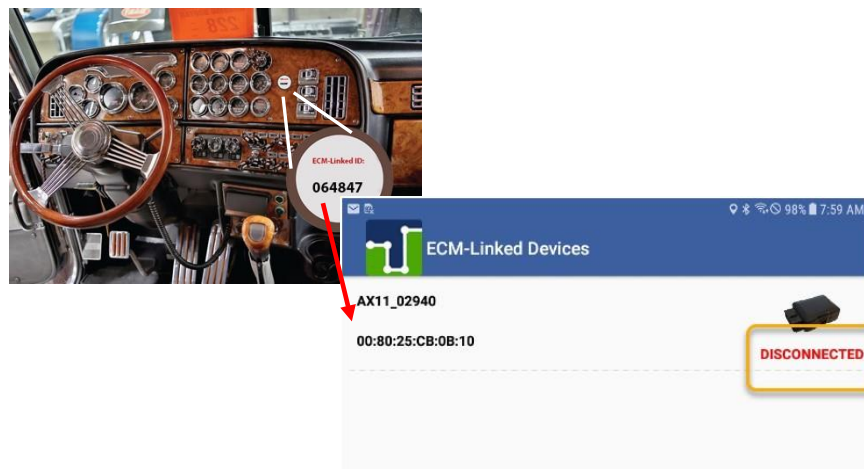 228
ECM-Linked ID:
064847
98% 7:59 AM
ECM-Linked Devices
AX11_02940
00:80:25:CB:0B:10
DISCONNECTED